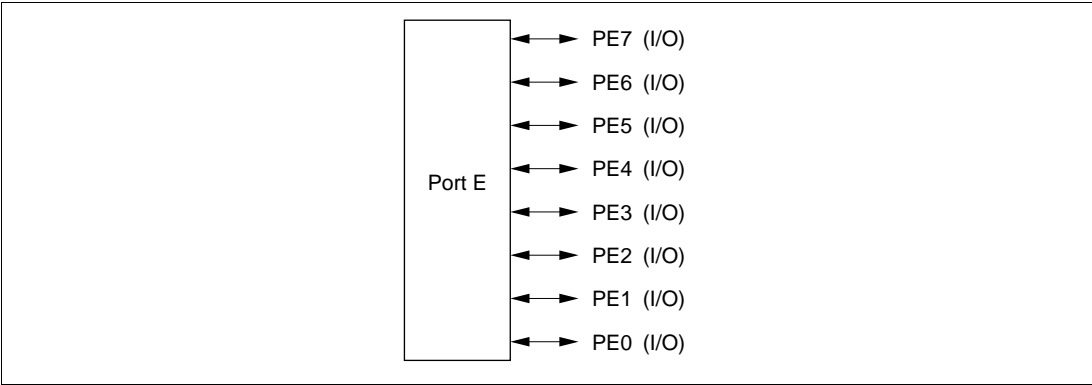 PE7 (I/O)
PE6 (I/O)
PE5 (I/O)
PE4 (I/O)
Port E
PE3 (I/O)
PE2 (I/O)
PE1 (I/O)
PE0 (I/O)